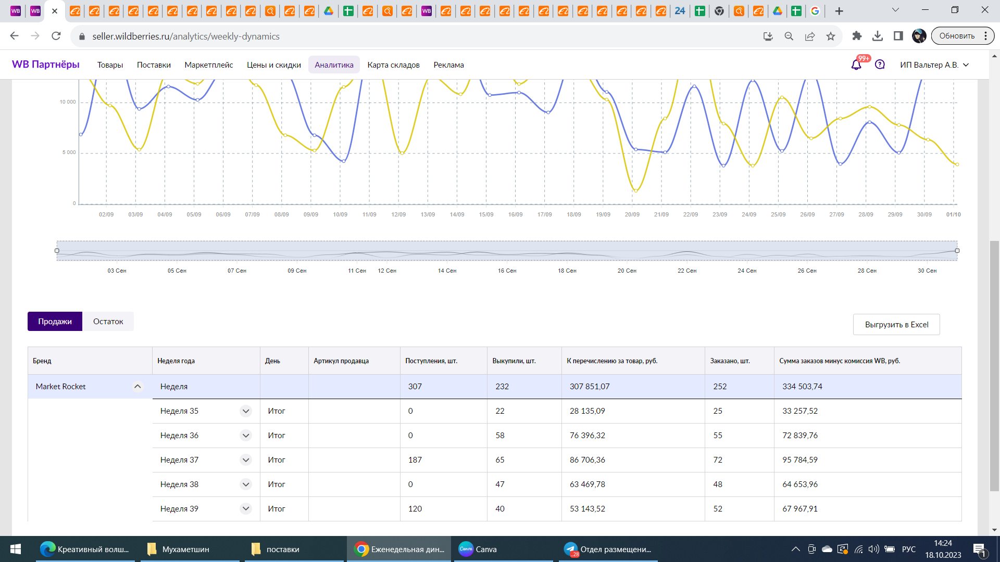 WB
WB
WB
24
seller.wildberries.ru/analytics/weekly-dynamics
Обновить
WB Партнёры
Товары
Поставки
Маркетплейс
Цены и скидки
Аналитика
Карта складов
Реклама
99+
ИП Вальтер А.В.
10 000
5 000
0
02/09 03/09 04/09 05/09 06/09 07/09 08/09 09/09 10/09 11/09 12/09 13/09 14/09 15/09 16/09 17/09 18/09 19/09 20/09 21/09 22/09 23/09 24/09 25/09 26/09 27/09 28/09 29/09 30/09 01/10
03 Сен 05 Сен 07 Сен 09 Сен 11 Сен 12 Сен 14 Сен 16 Сен 18 Сен 20 Сен 22 Сен 24 Сен 26 Сен 28 Сен 30 Сен
Продажи
Остаток
Выгрузить в Excel
Бренд Неделя года День Артикул продавца Поступления, шт. Выкупили, шт. К перечислению за товар, руб. Заказано, шт. Сумма заказов минус комиссия WB, руб.
Market Rocket Неделя 307 232 307 851,07 252 334 503,74
Неделя 35 Итог 0 22 28 135,09 25 33 257,52
Неделя 36 Итог 0 58 76 396,32 55 72 839,76
Неделя 37 Итог 187 65 86 706,36 72 95 784,59
Неделя 38 Итог 0 47 63 469,78 48 64 653,96
Неделя 39 Итог 120 40 53 143,52 52 67 967,91
Креативный волш...
Мухаметшин
поставки
Еженедельная дин...
Canva
Canva
..28
Отдел размещени...
РУС
14:24
18.10.2023
1